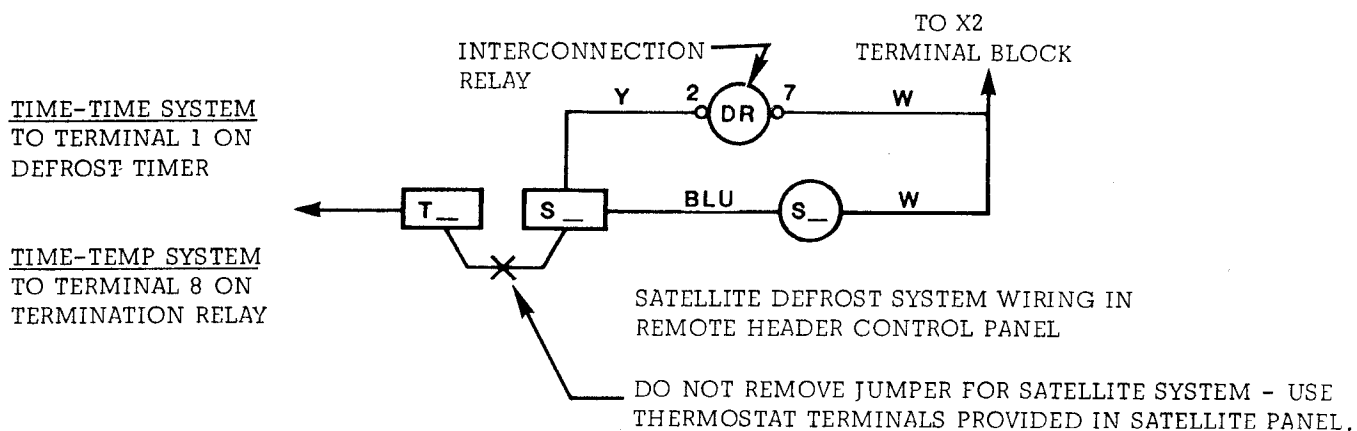 TO X2
TERMINAL BLOCK
INTERCONNECTION
RELAY
Y
2
DR
7
W
TIME-TIME SYSTEM
TO TERMINAL 1 ON
DEFROST TIMER
T_
S_
BLU
S_
W
TIME-TEMP SYSTEM
TO TERMINAL 8 ON
TERMINATION RELAY
SATELLITE DEFROST SYSTEM WIRING IN
REMOTE HEADER CONTROL PANEL
DO NOT REMOVE JUMPER FOR SATELLITE SYSTEM - USE
THERMOSTAT TERMINALS PROVIDED IN SATELLITE PANEL.